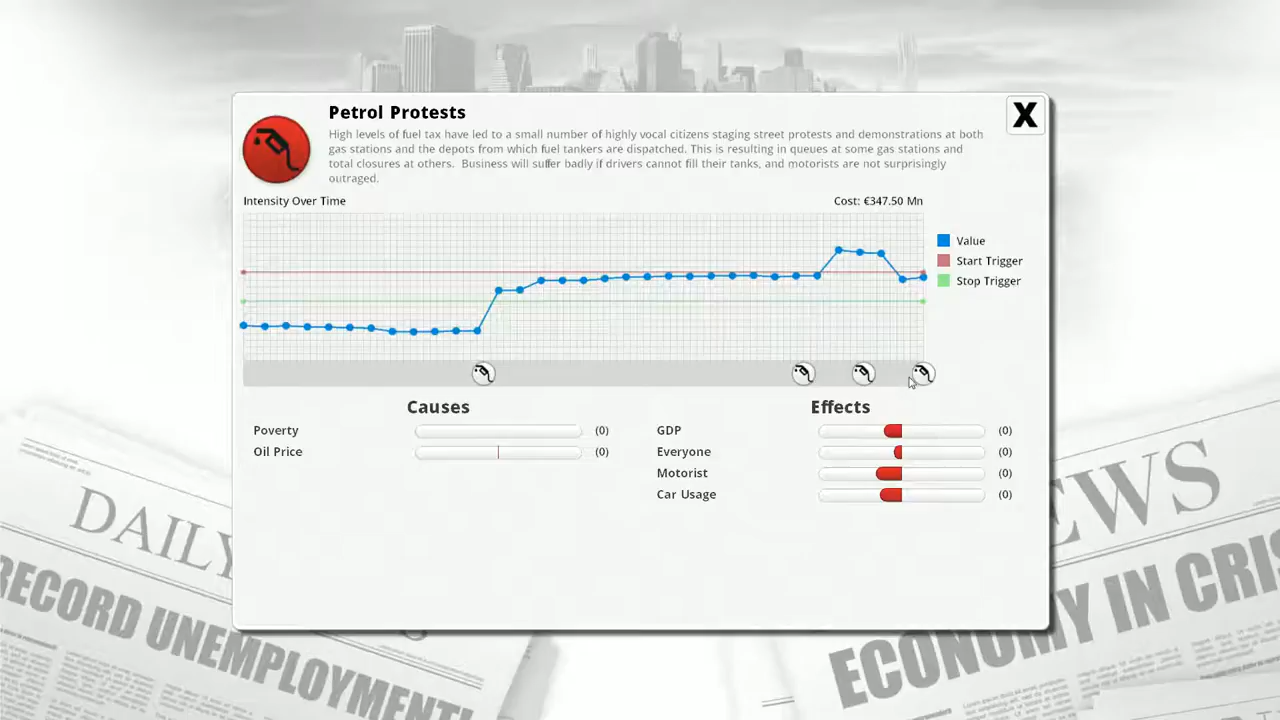 Petrol Protests
X
High levels of fuel tax have led to a small number of highly vocal citizens staging street protests and demonstrations at both
gas stations and the depots from which fuel tankers are dispatched. This is resulting in queues at some gas stations and
total closures at others. Business will suffer badly if drivers cannot fill their tanks, and motorists are not surprisingly
outraged.
Intensity Over Time
Cost: €347.50 Mn
Value
Start Trigger
Stop Trigger
Causes
Effects
Poverty (0)
GDP (0)
Oil Price (0)
Everyone (0)
Motorist (0)
Car Usage (0)
DAILY
EWS
RECORD UNEMPLOYMENT!
ECONOMY IN CRIS